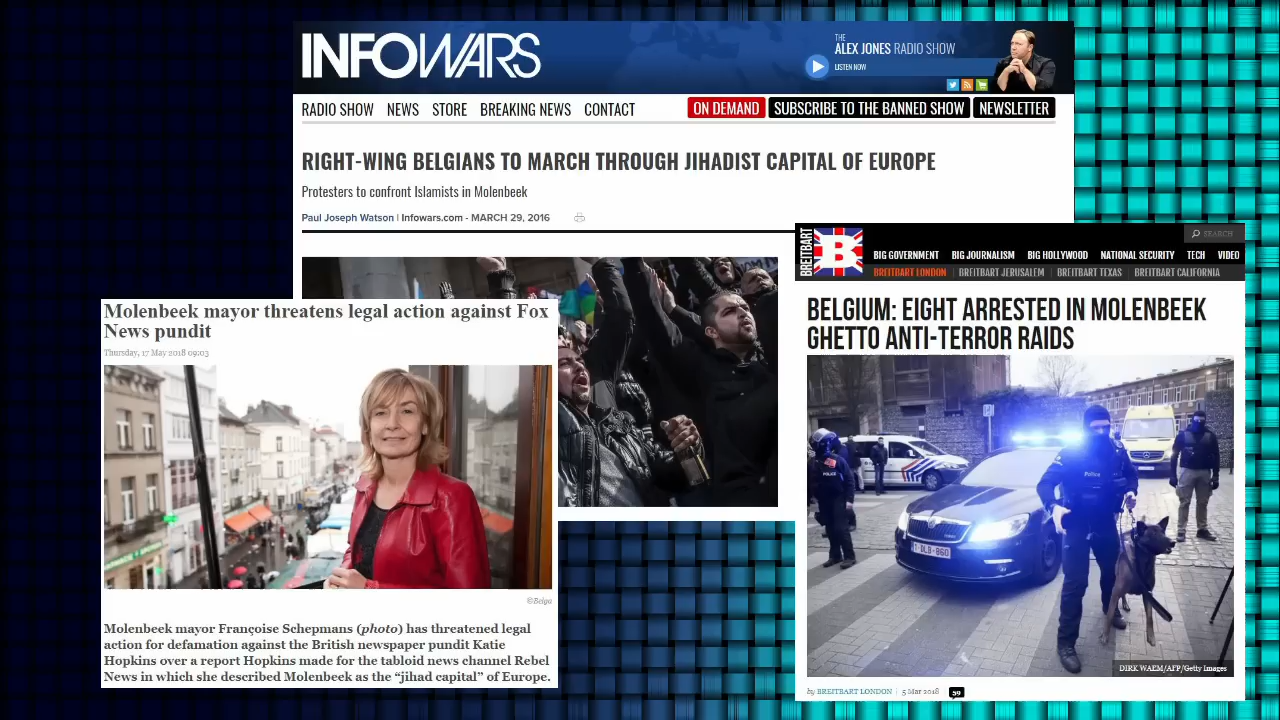 INFOWARS
THE
ALEX JONES RADIO SHOW
LISTEN NOW
RADIO SHOW NEWS STORE BREAKING NEWS CONTACT ON DEMAND SUBSCRIBE TO THE BANNED SHOW NEWSLETTER
RIGHT-WING BELGIANS TO MARCH THROUGH JIHADIST CAPITAL OF EUROPE
Protesters to confront Islamists in Molenbeek
Paul Joseph Watson | Infowars.com - MARCH 29, 2016
Molenbeek mayor threatens legal action against Fox
News pundit
Thursday, 17 May 2018 09:03
©Belga
Molenbeek mayor Françoise Schepmans (photo) has threatened legal
action for defamation against the British newspaper pundit Katie
Hopkins over a report Hopkins made for the tabloid news channel Rebel
News in which she described Molenbeek as the “jihad capital” of Europe.
BREITBART
B
SEARCH
BIG GOVERNMENT BIG JOURNALISM BIG HOLLYWOOD NATIONAL SECURITY TECH VIDEO
BREITBART LONDON BREITBART JERUSALEM BREITBART TEXAS BREITBART CALIFORNIA
BELGIUM: EIGHT ARRESTED IN MOLENBEEK
GHETTO ANTI-TERROR RAIDS
POLICE
1-DLB-860
DIRK WAEM/AFP/Getty Images
by BREITBART LONDON | 5 Mar 2018 59